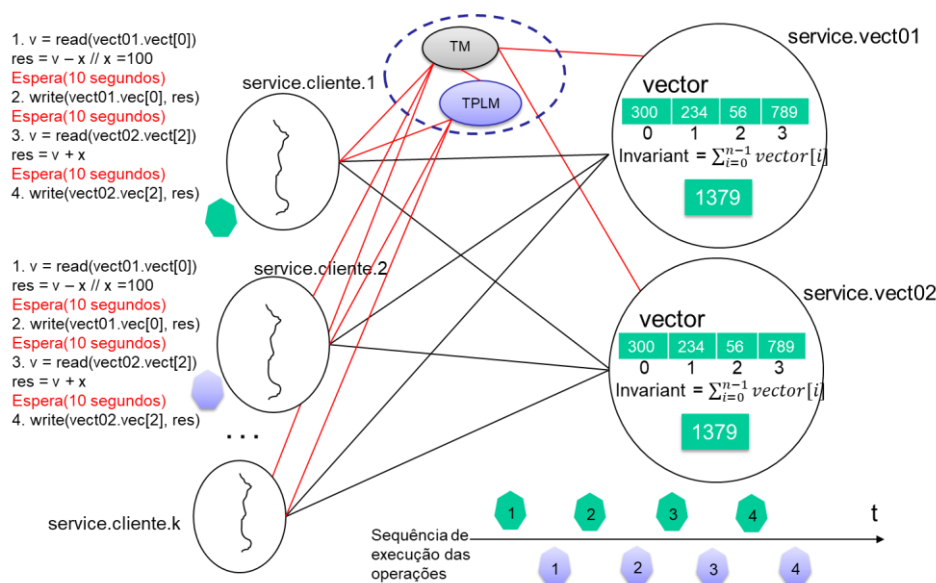 1. v = read(vect01.vect[0])
res = v – x // x =100
Espera(10 segundos)
2. write(vect01.vec[0], res)
Espera(10 segundos)
3. v = read(vect02.vect[2])
res = v + x
Espera(10 segundos)
4. write(vect02.vec[2], res)
service.cliente.1
TM
TPLM
service.vect01
vector
300 234 56 789
0 1 2 3
Invariant = ∑_{i=0}^{n−1} vector[i]
1379
1. v = read(vect01.vect[0])
res = v – x // x =100
Espera(10 segundos)
2. write(vect01.vec[0], res)
Espera(10 segundos)
3. v = read(vect02.vect[2])
res = v + x
Espera(10 segundos)
4. write(vect02.vec[2], res)
service.cliente.2
service.vect02
vector
300 234 56 789
0 1 2 3
Invariant = ∑_{i=0}^{n−1} vector[i]
1379
...
service.cliente.k
Sequência de
execução das
operações
1 2 3 4
t
1 2 3 4